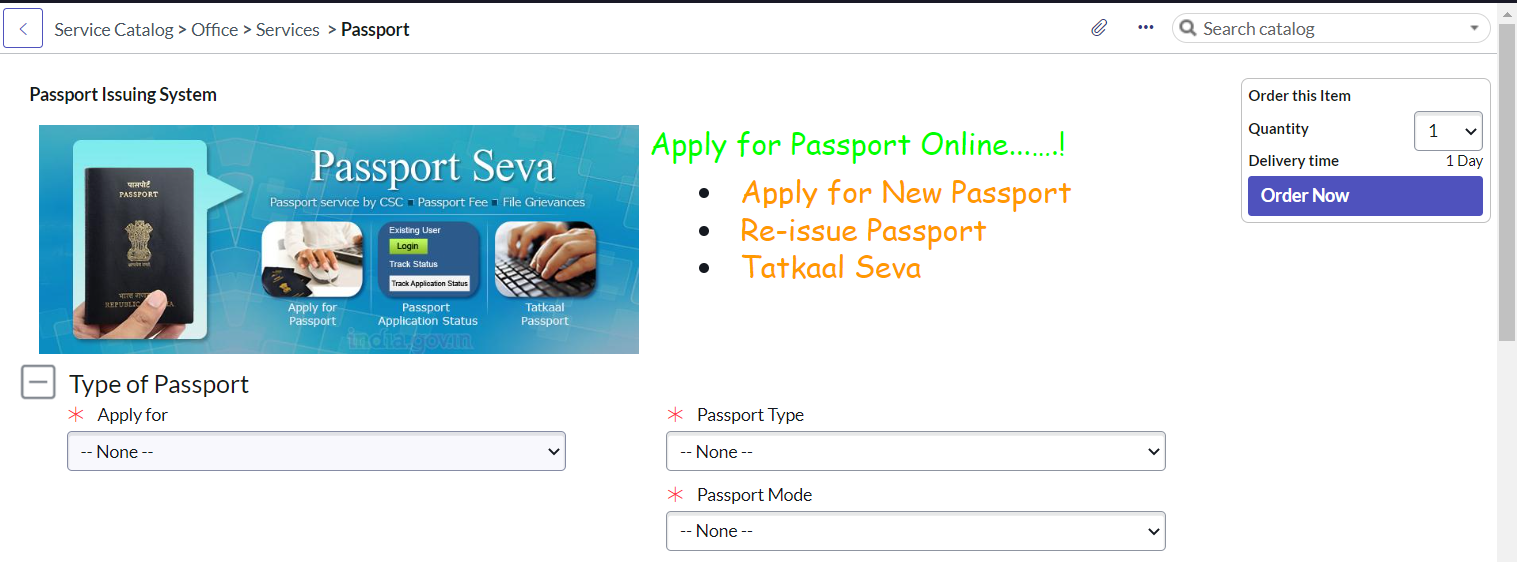 Service Catalog > Office > Services > Passport
Search catalog
Passport Issuing System
Order this Item
Quantity
1
Delivery time
1 Day
Order Now
पासपोर्ट
PASSPORT
सत्यमेव जयते
भारत गणराज्य
REPUBLIC
Passport Seva
Passport service by CSC ■ Passport Fee ■ File Grievances
Existing User
Login
Track Status
Track Application Status
Apply for
Passport
Passport
Application Status
Tatkaal
Passport
india.gov.in
Apply for Passport Online.......!
• Apply for New Passport
• Re-issue Passport
• Tatkaal Seva
Type of Passport
Apply for
-- None --
Passport Type
-- None --
Passport Mode
-- None --